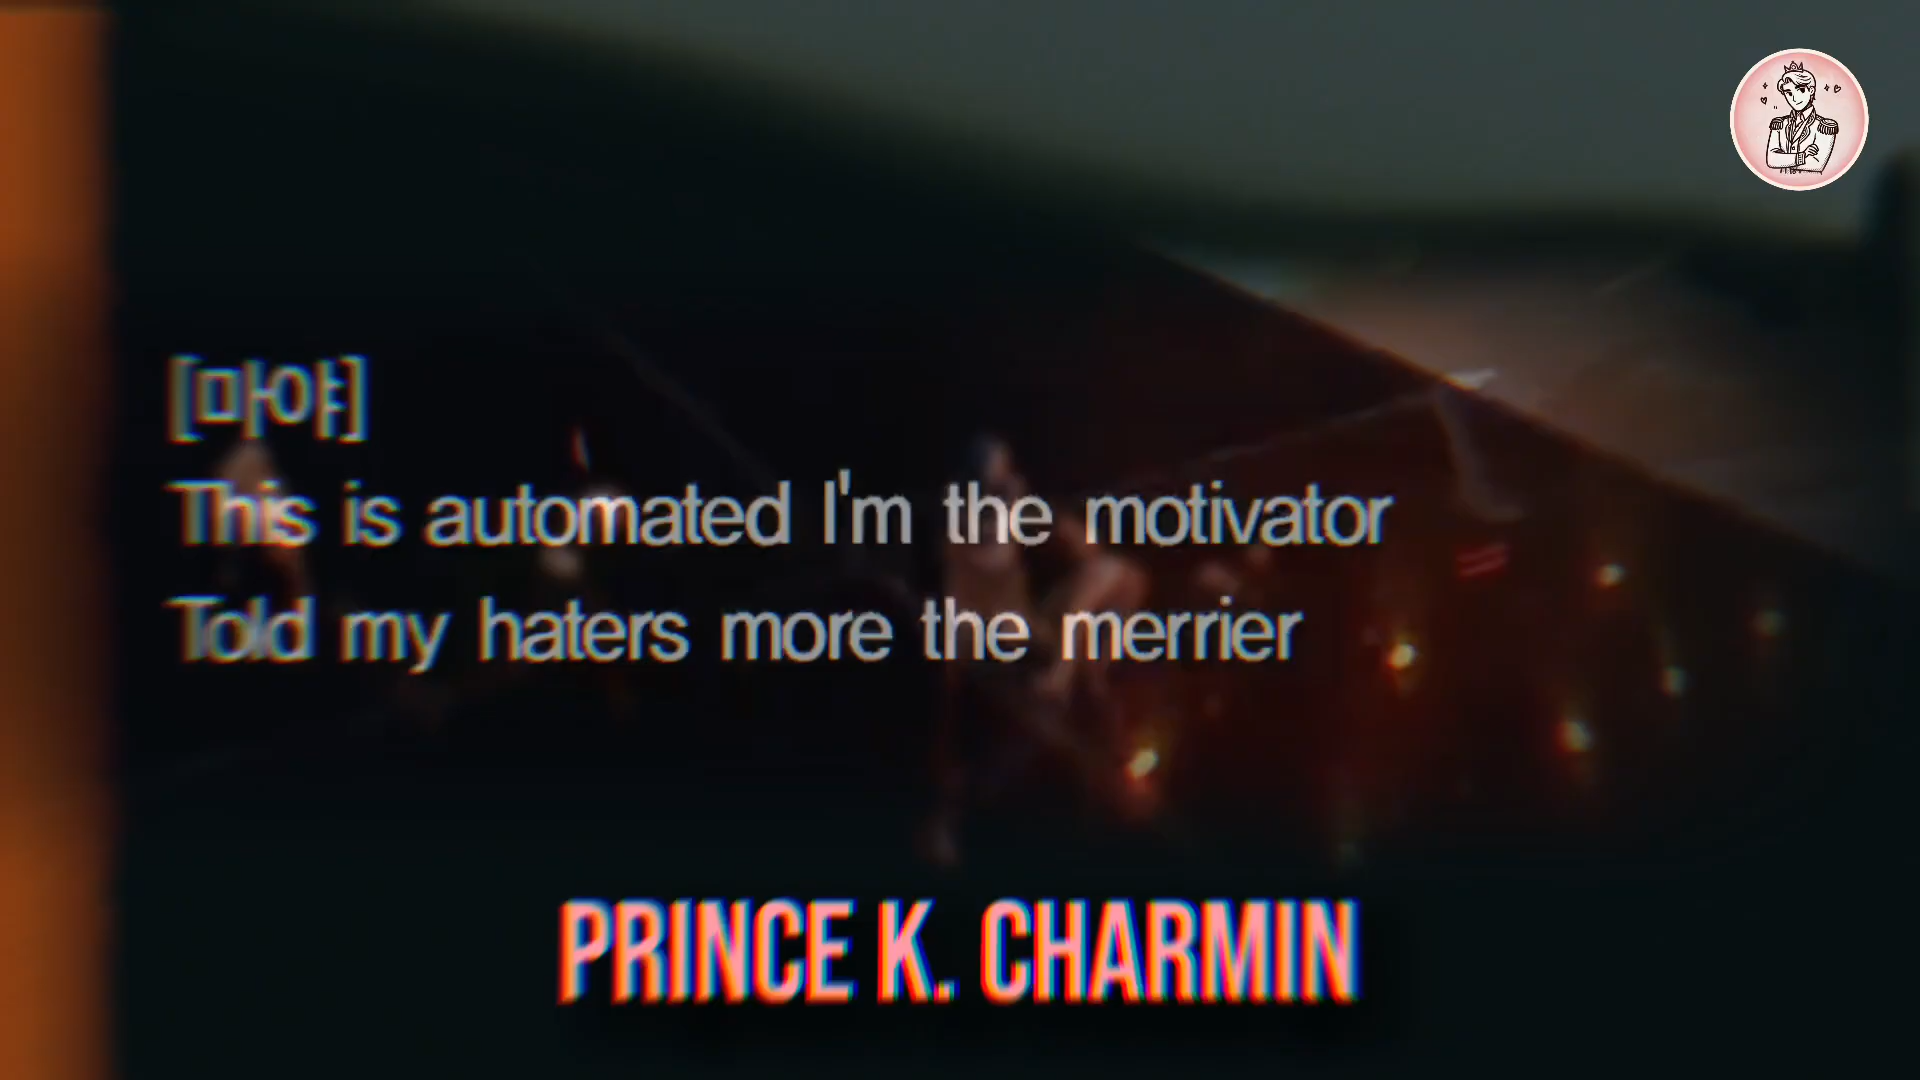 [마야]
This is automated I'm the motivator
Told my haters more the merrier
PRINCE K. CHARMIN